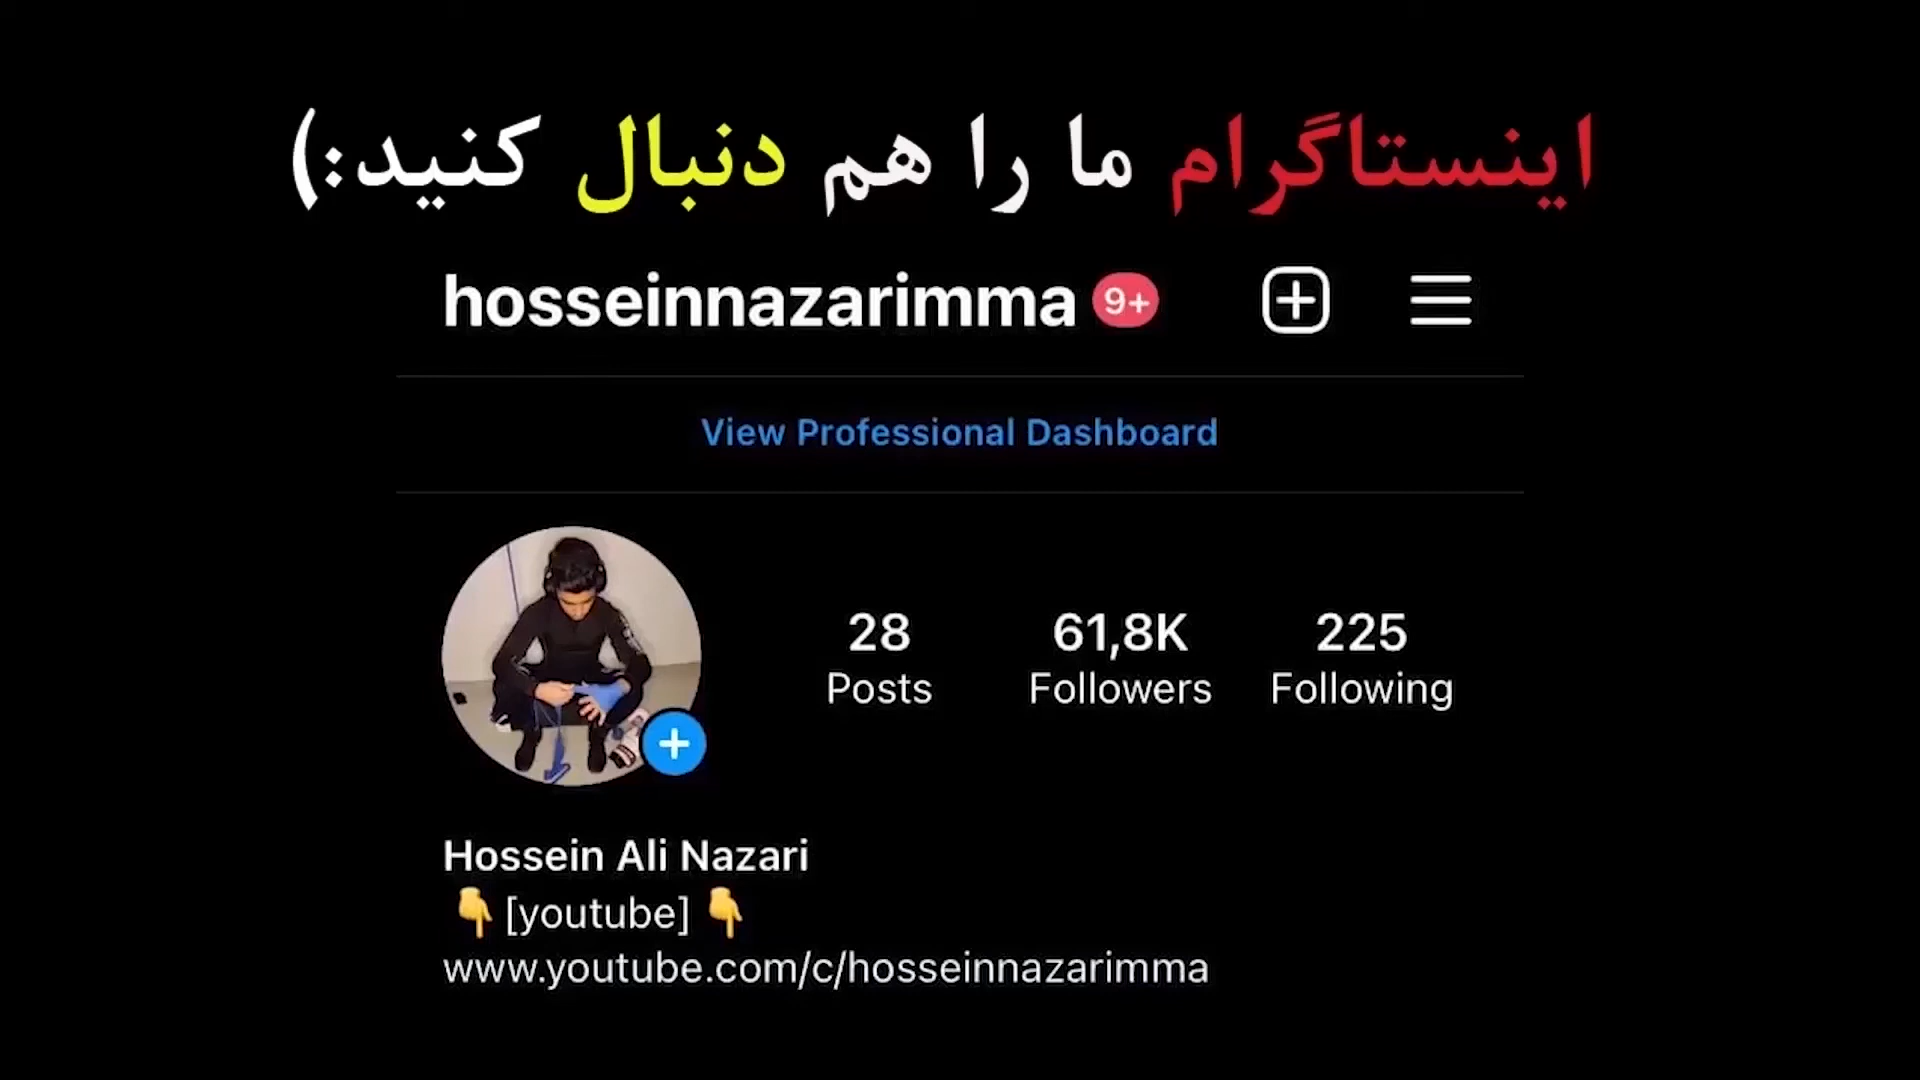 اینستاگرام ما را هم دنبال کنید:)
hosseinnazarimma 9+
View Professional Dashboard
28 61,8K 225
Posts Followers Following
Hossein Ali Nazari
👇 [youtube] 👇
www.youtube.com/c/hosseinnazarimma